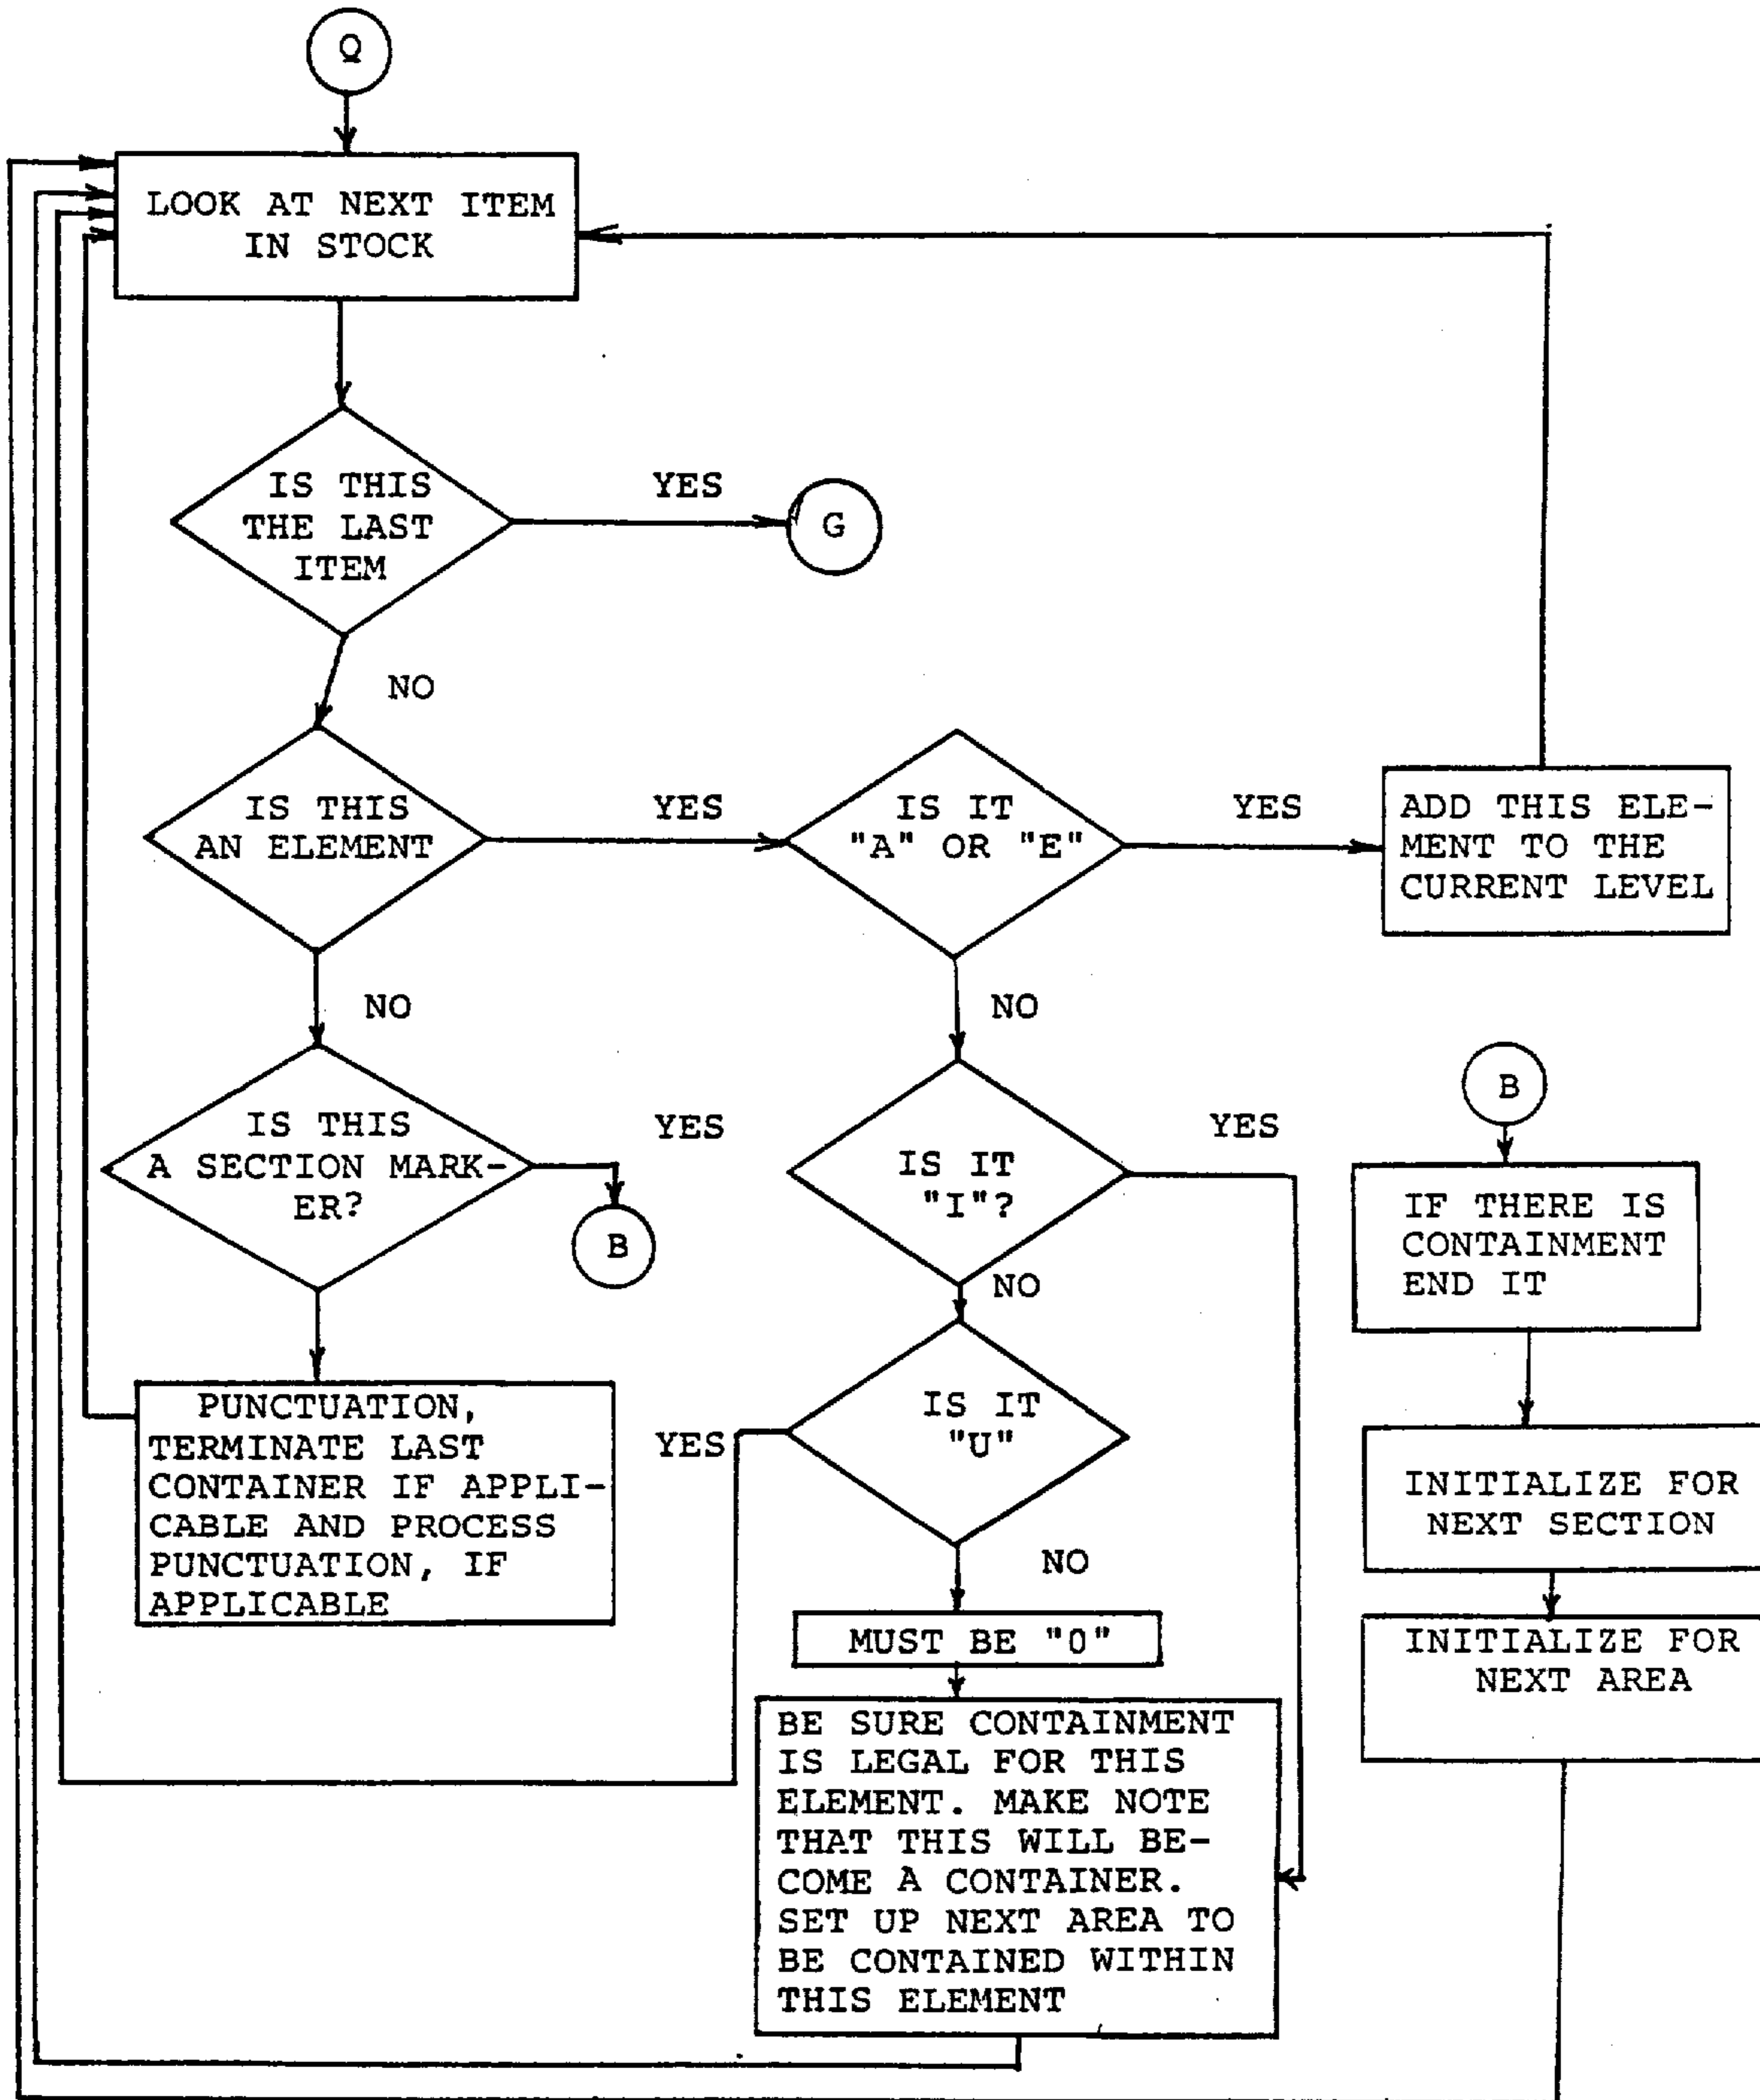 Q
LOOK AT NEXT ITEM
IN STOCK
IS THIS
THE LAST
ITEM
YES
G
NO
IS THIS
AN ELEMENT
YES
IS IT
"A" OR "E"
YES
ADD THIS ELE-
MENT TO THE
CURRENT LEVEL
NO
NO
IS THIS
A SECTION MARK-
ER?
YES
B
IS IT
"I"?
YES
NO
B
IF THERE IS
CONTAINMENT
END IT
PUNCTUATION,
TERMINATE LAST
CONTAINER IF APPLI-
CABLE AND PROCESS
PUNCTUATION, IF
APPLICABLE
YES
IS IT
"U"
NO
INITIALIZE FOR
NEXT SECTION
MUST BE "0"
INITIALIZE FOR
NEXT AREA
BE SURE CONTAINMENT
IS LEGAL FOR THIS
ELEMENT. MAKE NOTE
THAT THIS WILL BE-
COME A CONTAINER.
SET UP NEXT AREA TO
BE CONTAINED WITHIN
THIS ELEMENT